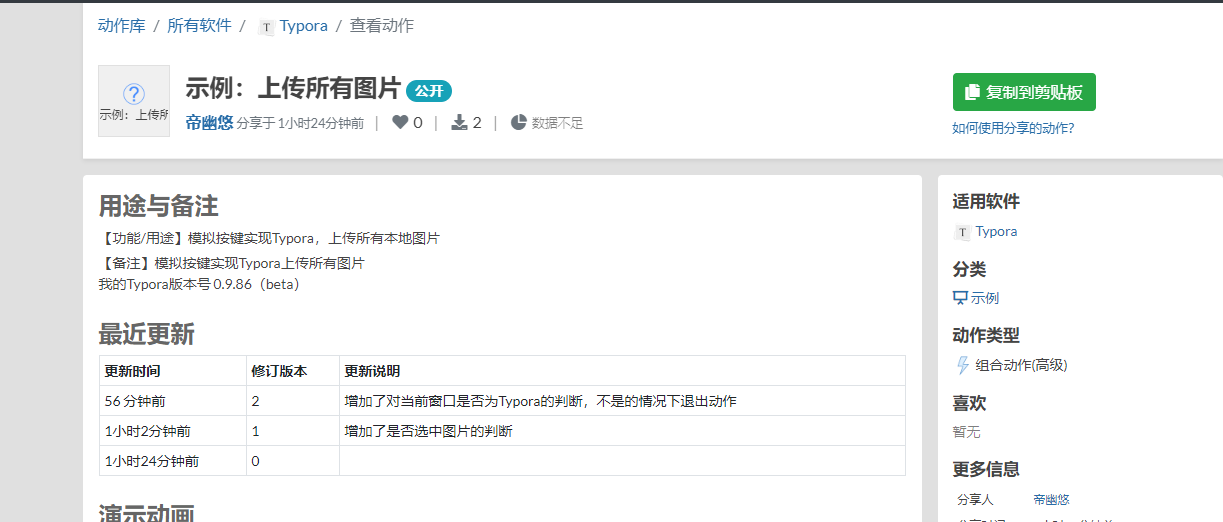 动作库 / 所有软件 / T Typora / 查看动作
示例：上传所有图片 公开
示例：上传所
帝幽悠 分享于 1小时24分钟前 | 0 | 2 | 数据不足
复制到剪贴板
如何使用分享的动作?
用途与备注
【功能/用途】模拟按键实现Typora，上传所有本地图片
【备注】模拟按键实现Typora上传所有图片
我的Typora版本号 0.9.86（beta）
最近更新
更新时间 修订版本 更新说明
56 分钟前 2 增加了对当前窗口是否为Typora的判断，不是的情况下退出动作
1小时2分钟前 1 增加了是否选中图片的判断
1小时24分钟前 0
演示动画
适用软件
T Typora
分类
示例
动作类型
组合动作(高级)
喜欢
暂无
更多信息
分享人 帝幽悠